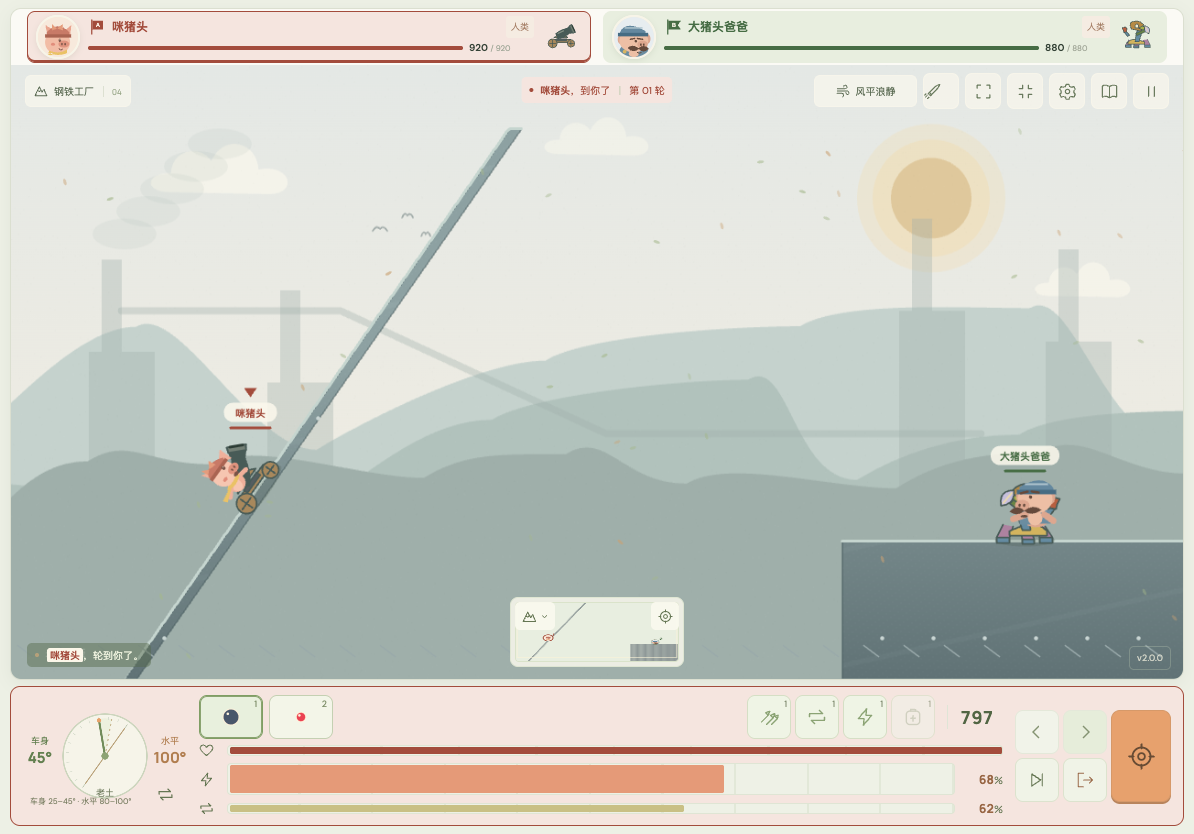 咪猪头
人类
920 / 920
大猪头爸爸
人类
880 / 880
钢铁工厂 04
咪猪头，到你了 第 01 轮
风平浪静
咪猪头
大猪头爸爸
咪猪头，轮到你了。
v2.0.0
1
2
1
1
1
1
797
车身
45°
水平
100°
老土
车身 25–45° · 水平 80–100°
68%
62%